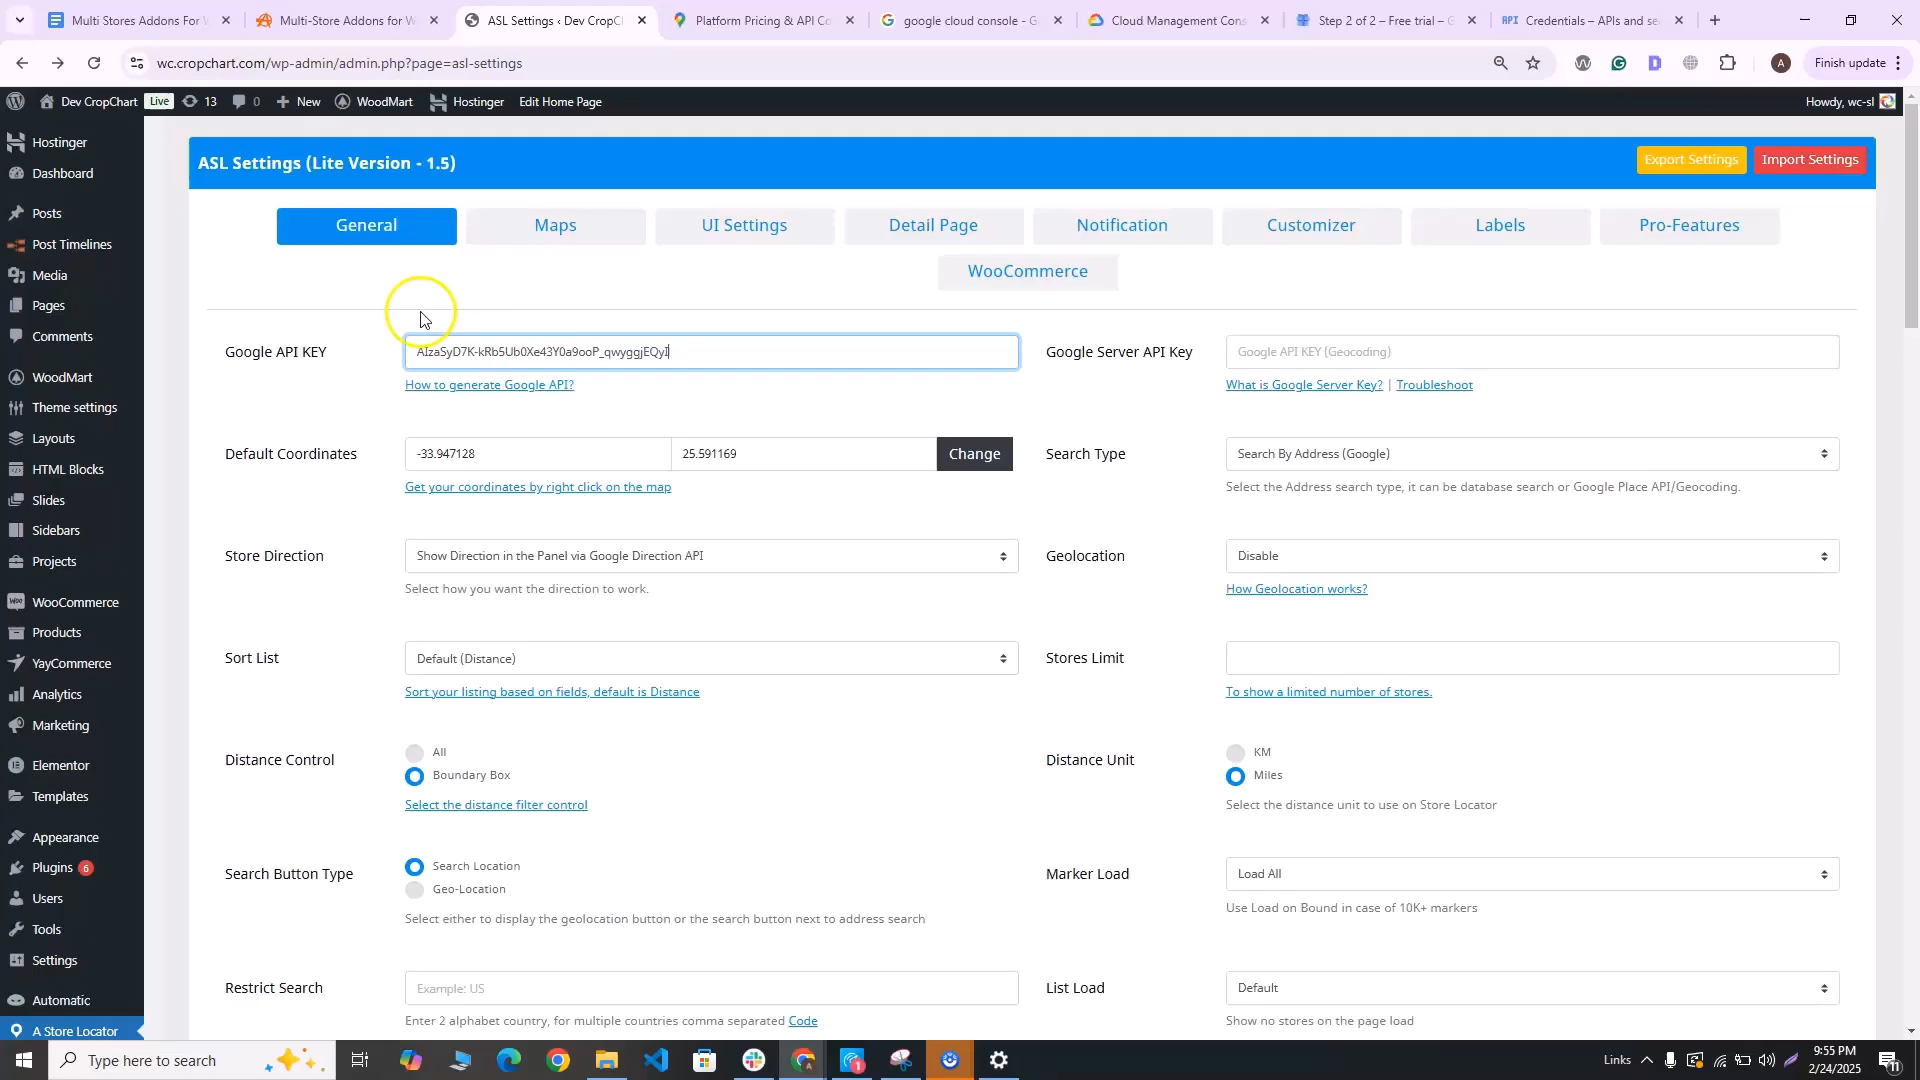 Multi Stores Addons For W
Multi-Store Addons for W
ASL Settings ‹ Dev CropCh
Platform Pricing & API Co
google cloud console - G
Cloud Management Cons
Step 2 of 2 – Free trial – G
API Credentials – APIs and se
wc.cropchart.com/wp-admin/admin.php?page=asl-settings
A
Finish update
Dev CropChart Live 13 0 New WoodMart Hostinger Edit Home Page
Howdy, wc-sl
Hostinger
Dashboard
Posts
Post Timelines
Media
Pages
Comments
WoodMart
Theme settings
Layouts
HTML Blocks
Slides
Sidebars
Projects
WooCommerce
Products
YayCommerce
Analytics
Marketing
Elementor
Templates
Appearance
Plugins 6
Users
Tools
Settings
Automatic
A Store Locator
ASL Settings (Lite Version - 1.5)
Export Settings
Import Settings
General
Maps
UI Settings
Detail Page
Notification
Customizer
Labels
Pro-Features
WooCommerce
Google API KEY
AIzaSyD7K-kRb5Ub0Xe43Y0a9ooP_qwyggjEQyI
How to generate Google API?
Google Server API Key
Google API KEY (Geocoding)
What is Google Server Key? | Troubleshoot
Default Coordinates
-33.947128
25.591169
Change
Get your coordinates by right click on the map
Search Type
Search By Address (Google)
Select the Address search type, it can be database search or Google Place API/Geocoding.
Store Direction
Show Direction in the Panel via Google Direction API
Select how you want the direction to work.
Geolocation
Disable
How Geolocation works?
Sort List
Default (Distance)
Sort your listing based on fields, default is Distance
Stores Limit
To show a limited number of stores.
Distance Control
All
Boundary Box
Select the distance filter control
Distance Unit
KM
Miles
Select the distance unit to use on Store Locator
Search Button Type
Search Location
Geo-Location
Select either to display the geolocation button or the search button next to address search
Marker Load
Load All
Use Load on Bound in case of 10K+ markers
Restrict Search
Example: US
Enter 2 alphabet country, for multiple countries comma separated Code
List Load
Default
Show no stores on the page load
Type here to search
Links
9:55 PM
2/24/2025
11